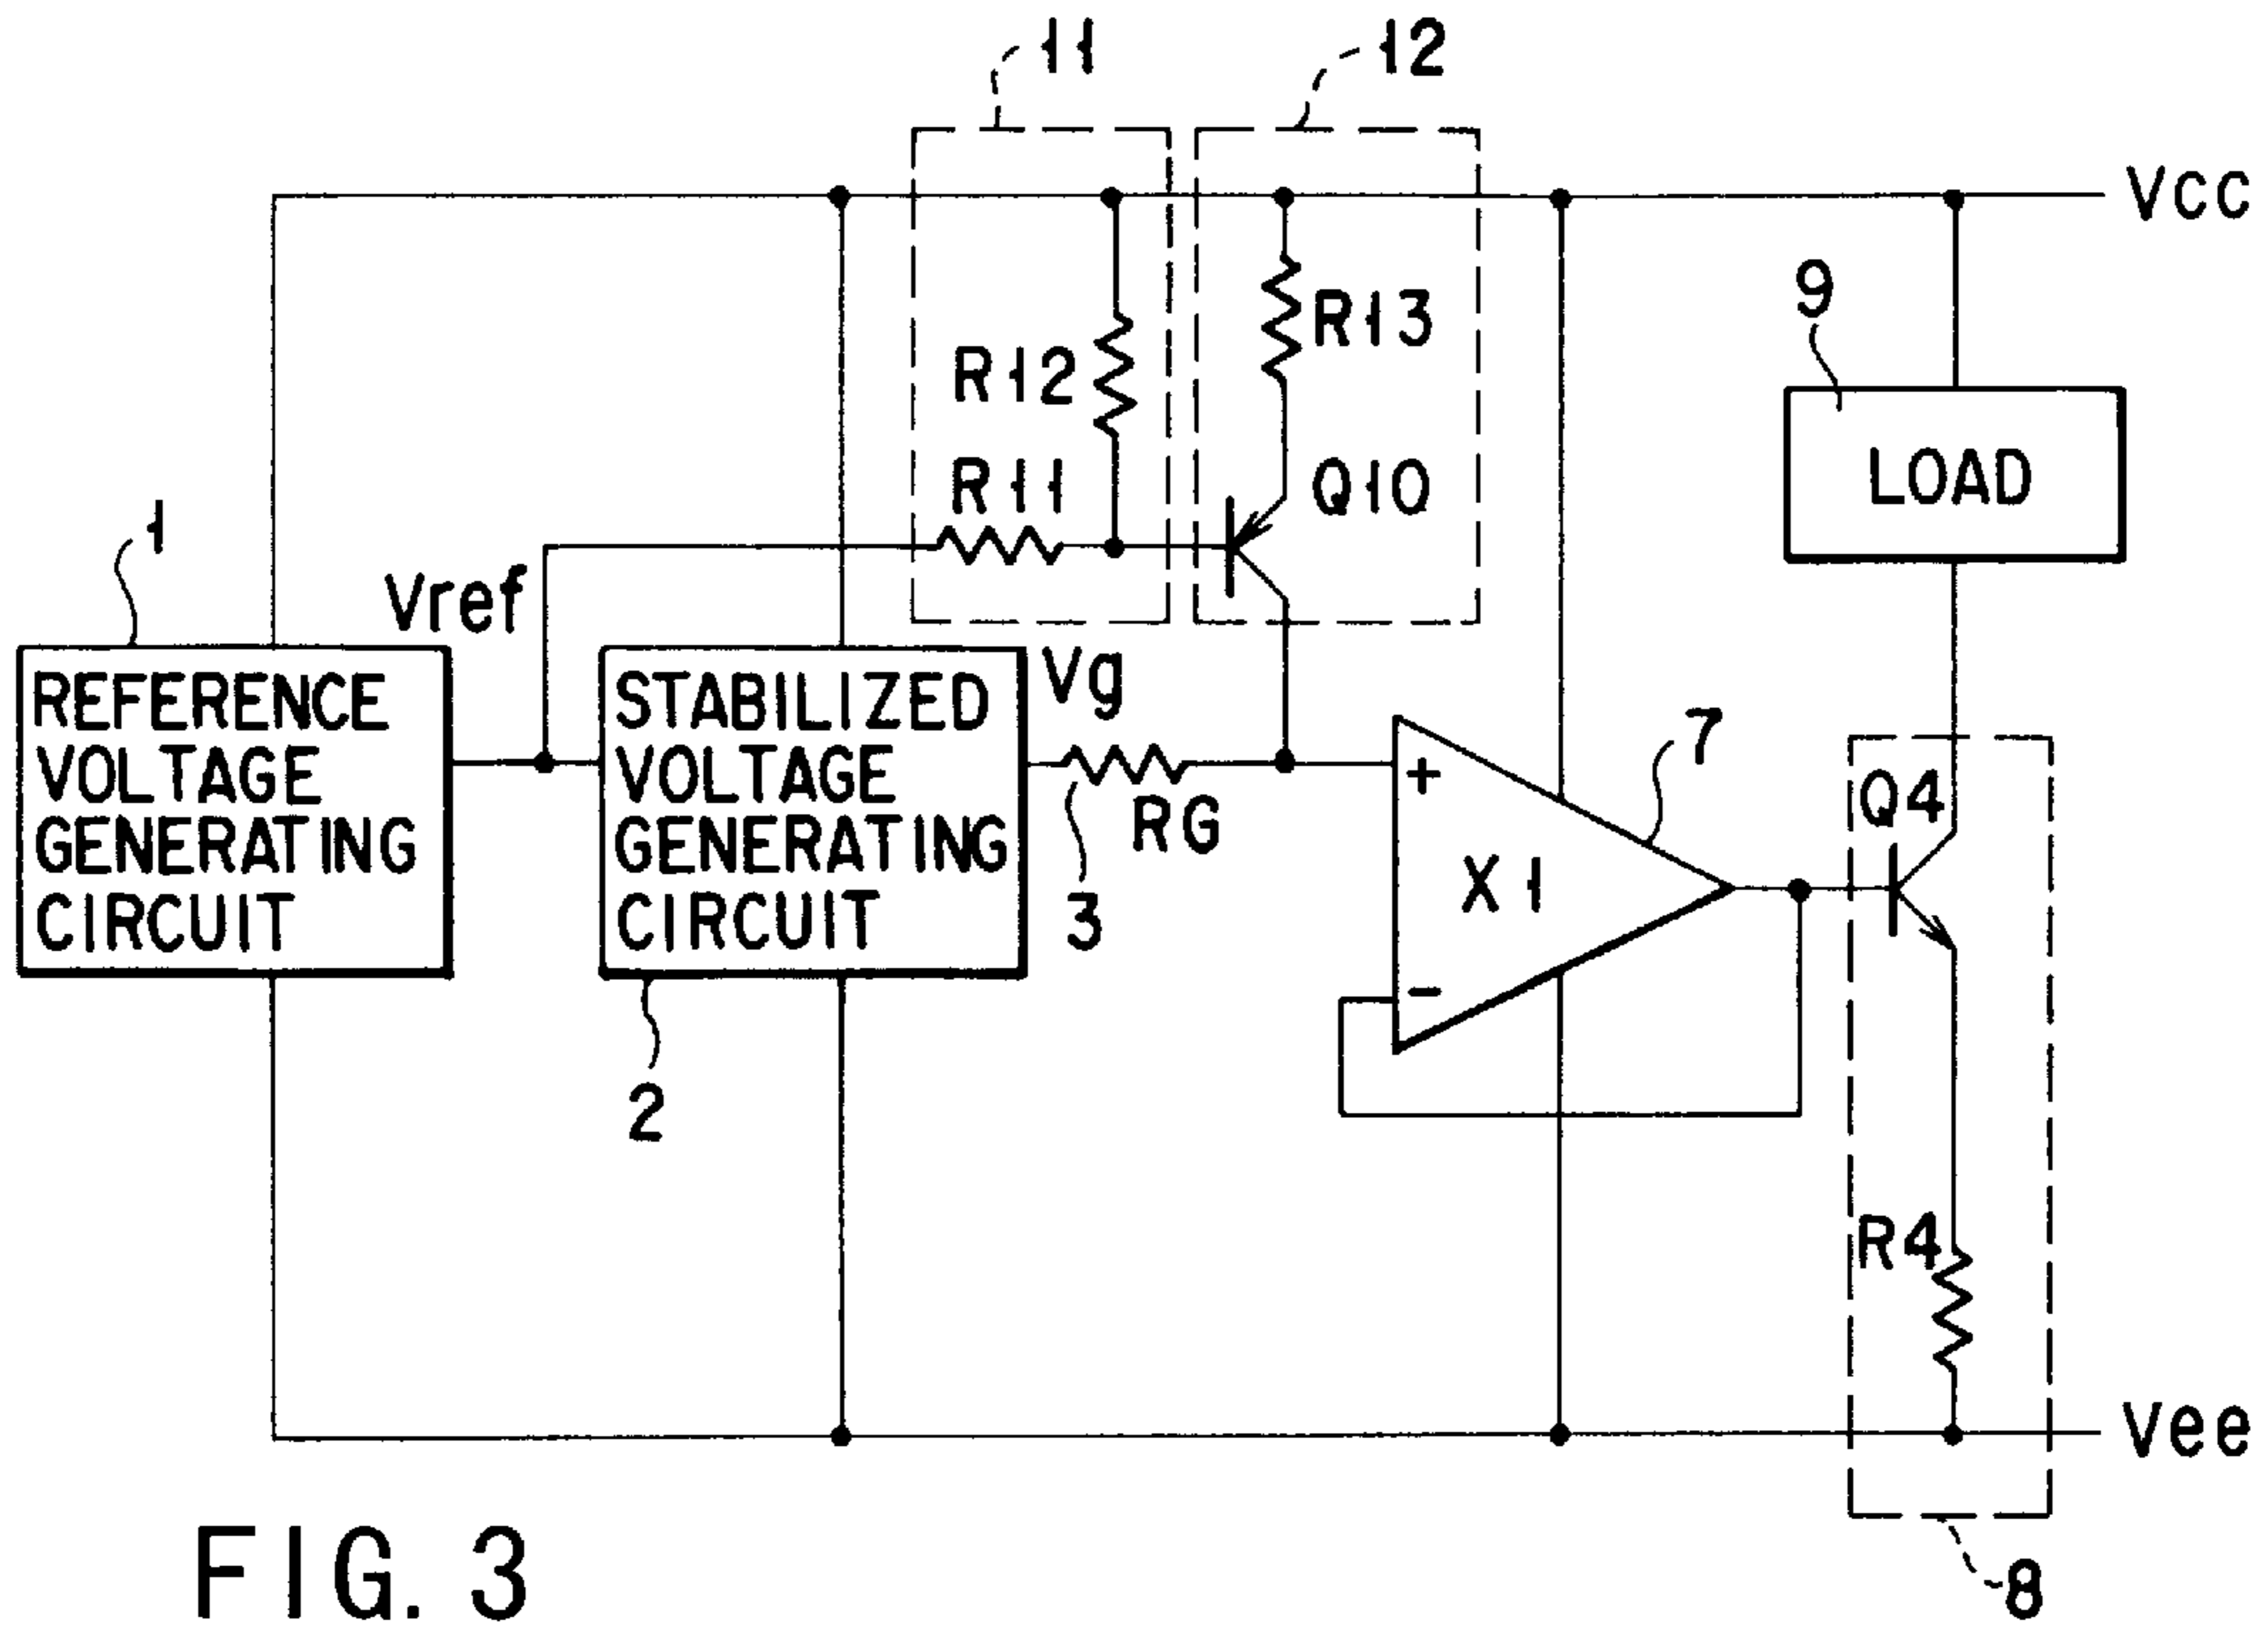 11
12
Vcc
R12
R13
9
R11
Q10
LOAD
1
Vref
REFERENCE
VOLTAGE
GENERATING
CIRCUIT
STABILIZED
VOLTAGE
GENERATING
CIRCUIT
Vg
RG
3
2
+
-
X1
7
Q4
R4
Vee
8
FIG. 3